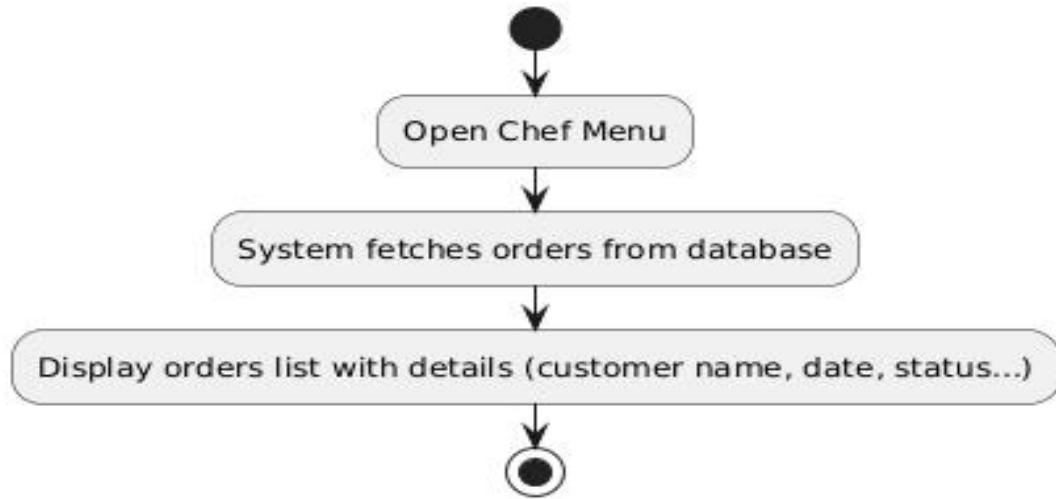 Open Chef Menu
System fetches orders from database
Display orders list with details (customer name, date, status...)